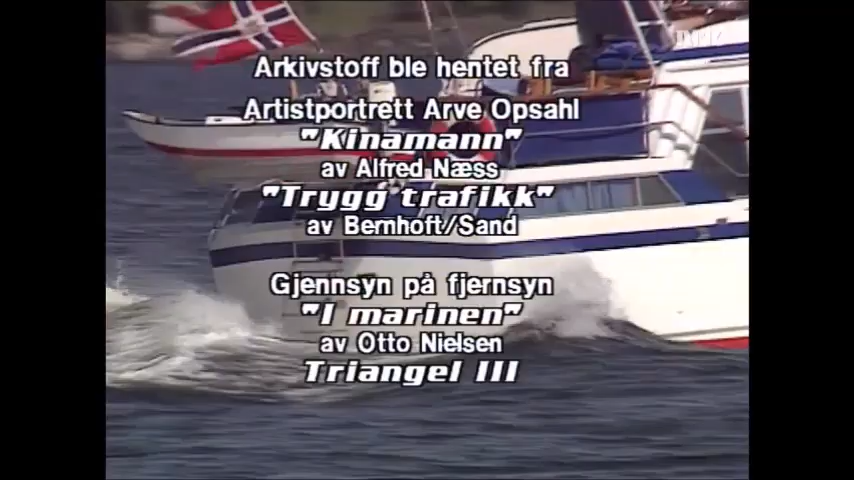 NRK
Arkivstoff ble hentet fra
Artistportrett Arve Opsahl
"Kinamann"
av Alfred Næss
"Trygg trafikk"
av Bernhoft/Sand
Gjennsyn på fjernsyn
"I marinen"
av Otto Nielsen
Triangel III